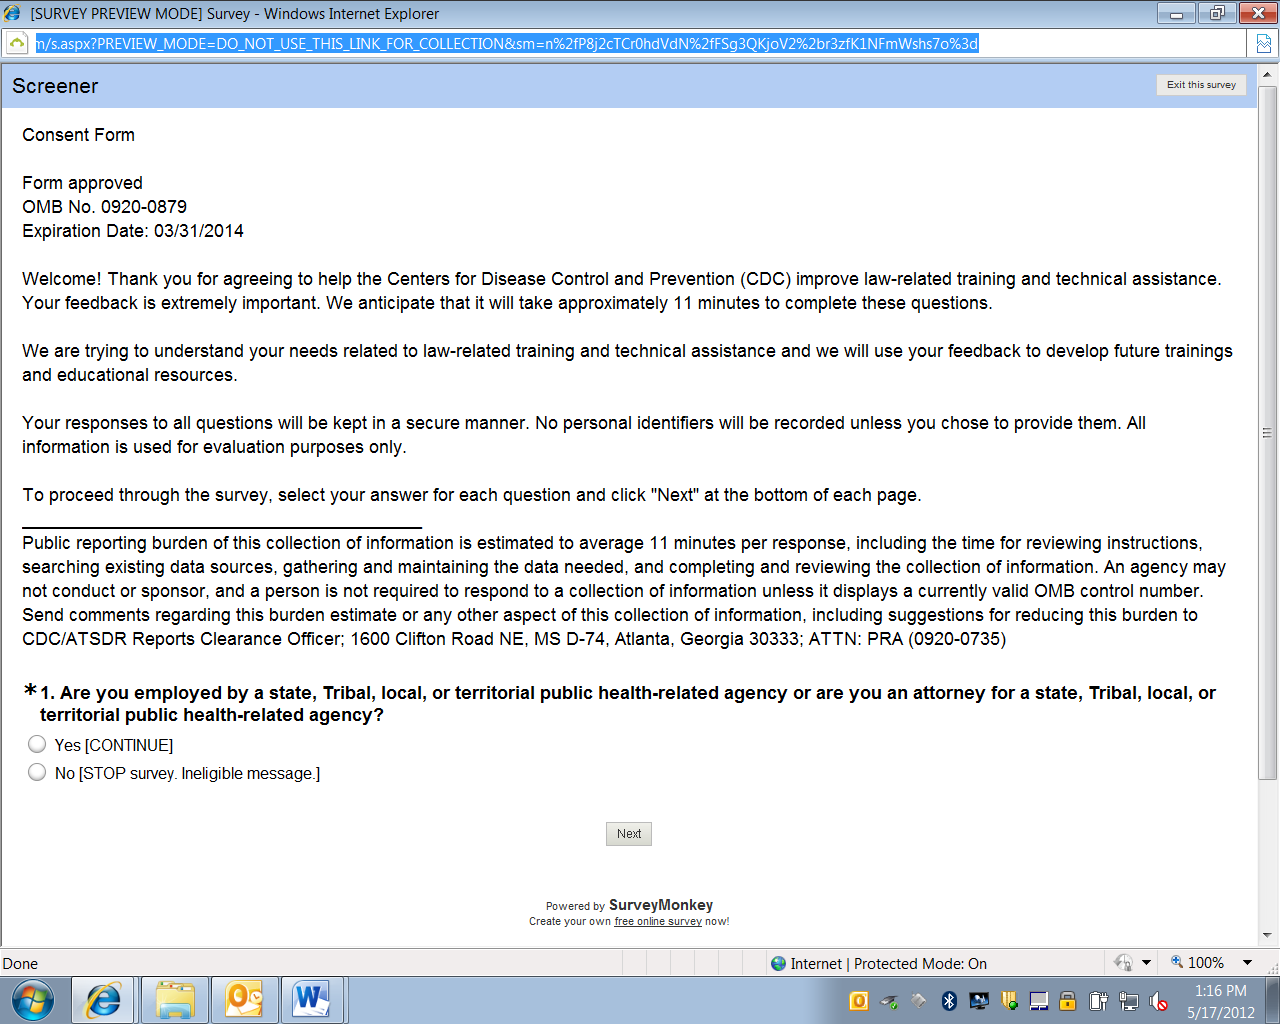 [SURVEY PREVIEW MODE] Survey - Windows Internet Explorer
m/s.aspx?PREVIEW_MODE=DO_NOT_USE_THIS_LINK_FOR_COLLECTION&sm=n%2fP8j2cTCr0hdVdN%2fFSg3QKjoV2%2br3zfK1NFmWshs7o%3d
Screener
Exit this survey
Consent Form
Form approved
OMB No. 0920-0879
Expiration Date: 03/31/2014
Welcome! Thank you for agreeing to help the Centers for Disease Control and Prevention (CDC) improve law-related training and technical assistance.
Your feedback is extremely important. We anticipate that it will take approximately 11 minutes to complete these questions.
We are trying to understand your needs related to law-related training and technical assistance and we will use your feedback to develop future trainings
and educational resources.
Your responses to all questions will be kept in a secure manner. No personal identifiers will be recorded unless you chose to provide them. All
information is used for evaluation purposes only.
To proceed through the survey, select your answer for each question and click "Next" at the bottom of each page.
Public reporting burden of this collection of information is estimated to average 11 minutes per response, including the time for reviewing instructions,
searching existing data sources, gathering and maintaining the data needed, and completing and reviewing the collection of information. An agency may
not conduct or sponsor, and a person is not required to respond to a collection of information unless it displays a currently valid OMB control number.
Send comments regarding this burden estimate or any other aspect of this collection of information, including suggestions for reducing this burden to
CDC/ATSDR Reports Clearance Officer; 1600 Clifton Road NE, MS D-74, Atlanta, Georgia 30333; ATTN: PRA (0920-0735)
*1. Are you employed by a state, Tribal, local, or territorial public health-related agency or are you an attorney for a state, Tribal, local, or
territorial public health-related agency?
Yes [CONTINUE]
No [STOP survey. Ineligible message.]
Next
Powered by SurveyMonkey
Create your own free online survey now!
Done
Internet | Protected Mode: On
100%
1:16 PM
5/17/2012